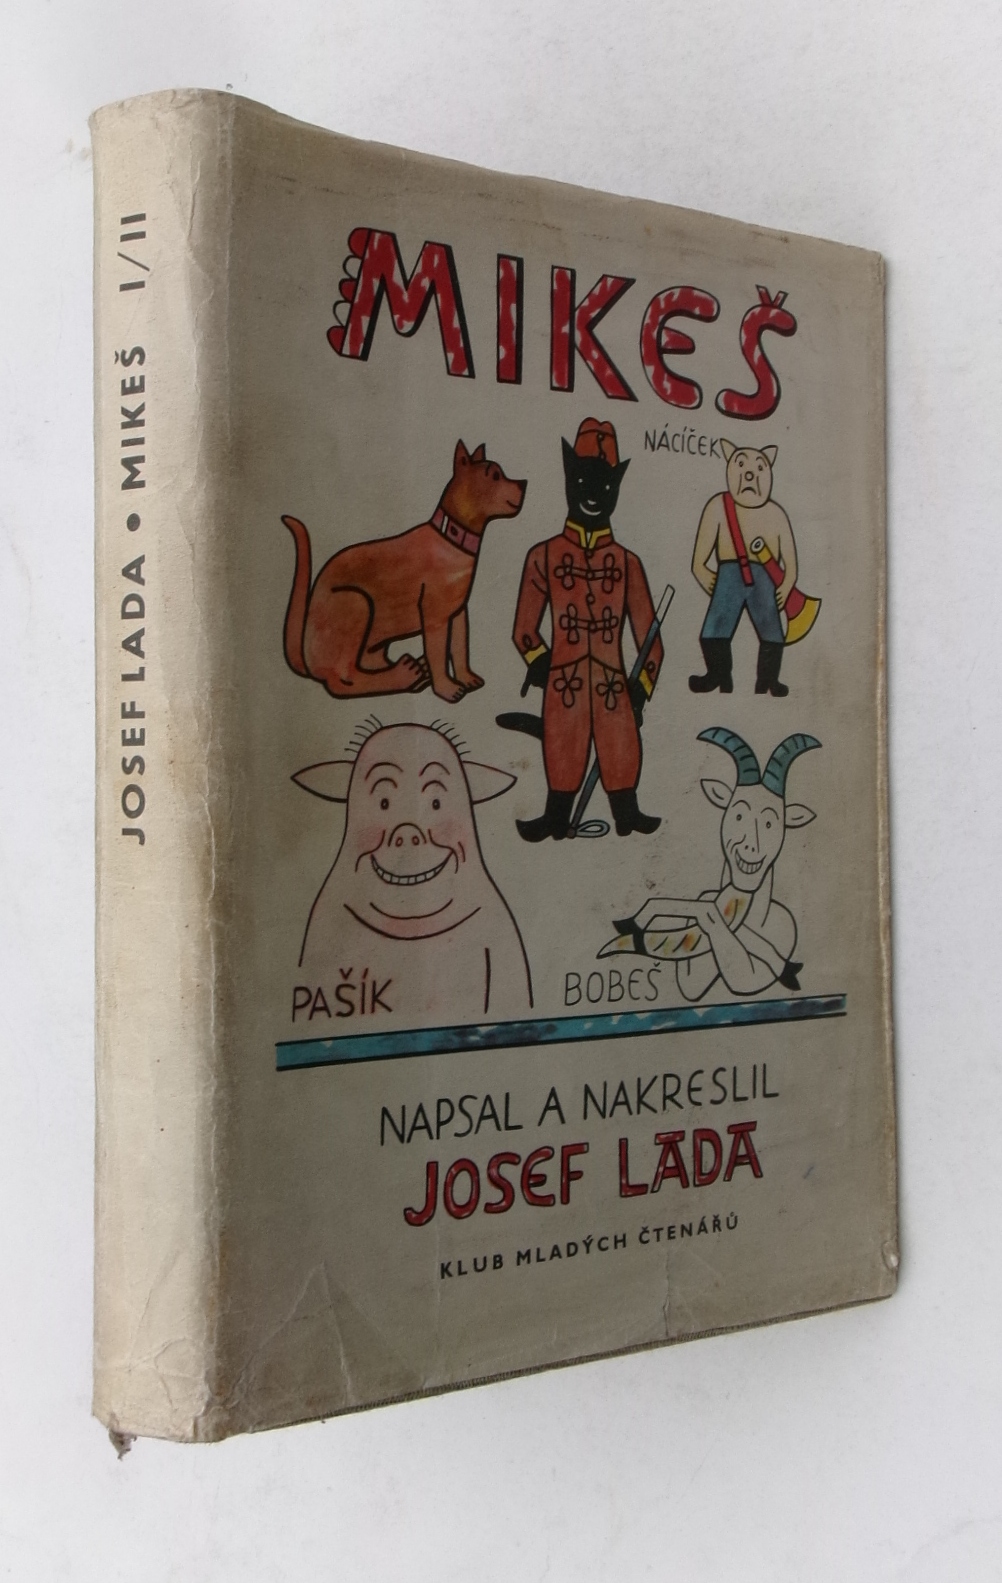 JOSEF LADA • MIKEŠ I/II
MIKEŠ
NÁCÍČEK
PAŠÍK
BOBEŠ
NAPSAL A NAKRESLIL
JOSEF LADA
KLUB MLADÝCH ČTENÁŘŮ